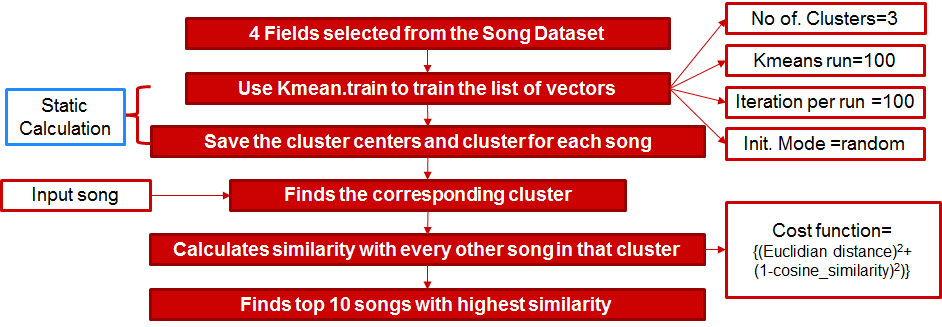 4 Fields selected from the Song Dataset
No of. Clusters=3
Kmeans run=100
Use Kmean.train to train the list of vectors
Iteration per run =100
Static
Calculation
Init. Mode =random
Save the cluster centers and cluster for each song
Input song
Finds the corresponding cluster
Calculates similarity with every other song in that cluster
Cost function=
{(Euclidian distance)²+
(1-cosine_similarity)²)}
Finds top 10 songs with highest similarity